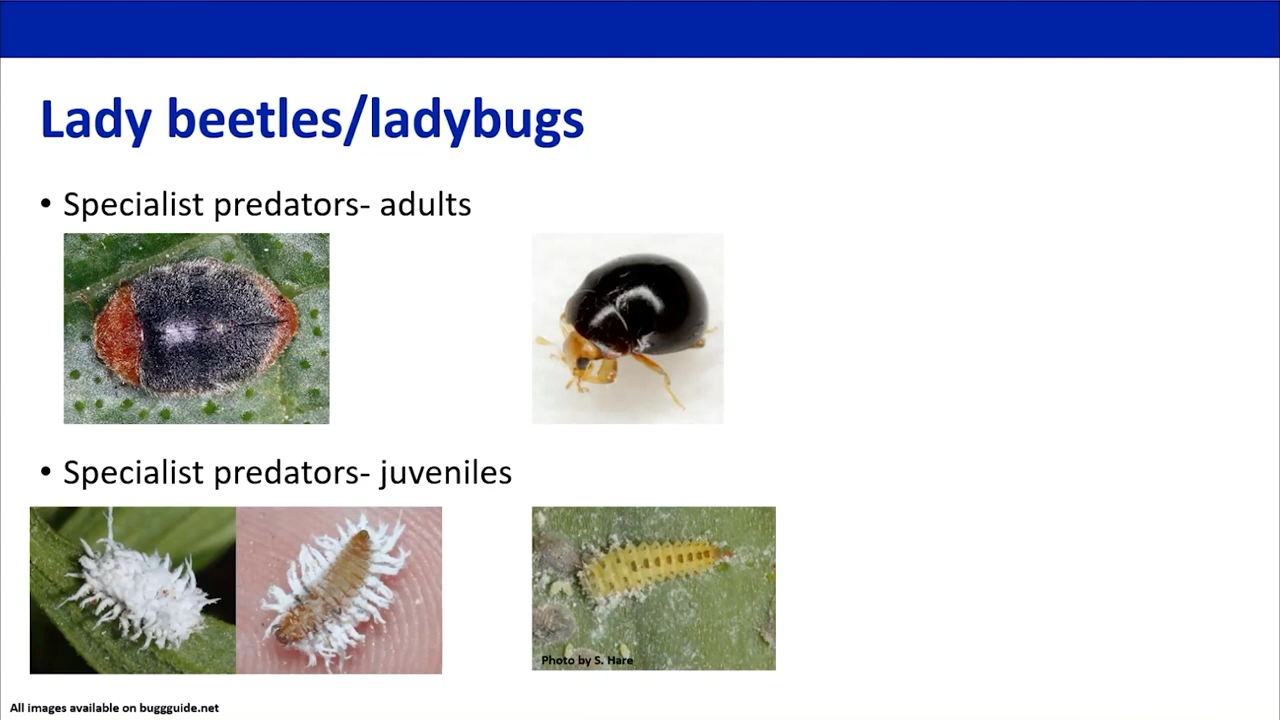 Lady beetles/ladybugs
• Specialist predators- adults
• Specialist predators- juveniles
Photo by S. Hare
All images available on buggguide.net